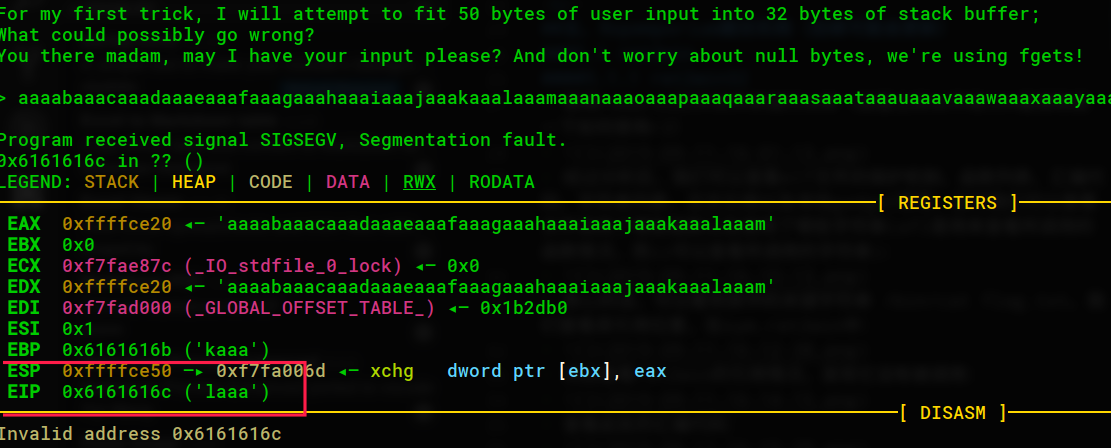 For my first trick, I will attempt to fit 50 bytes of user input into 32 bytes of stack buffer;
What could possibly go wrong?
You there madam, may I have your input please? And don't worry about null bytes, we're using fgets!
> aaaabaaacaaadaaaeaaafaaagaaahaaaiaaajaaakaaalaaamaaanaaaoaaapaaaqaaaraaasaaataaauaaavaaawaaaxaaayaaa
Program received signal SIGSEGV, Segmentation fault.
0x6161616c in ?? ()
LEGEND: STACK | HEAP | CODE | DATA | RWX | RODATA
[ REGISTERS ]
EAX 0xffffce20 ◂— 'aaaabaaacaaadaaaeaaafaaagaaahaaaiaaajaaakaaalaaam'
EBX 0x0
ECX 0xf7fae87c (_IO_stdfile_0_lock) ◂— 0x0
EDX 0xffffce20 ◂— 'aaaabaaacaaadaaaeaaafaaagaaahaaaiaaajaaakaaalaaam'
EDI 0xf7fad000 (_GLOBAL_OFFSET_TABLE_) ◂— 0x1b2db0
ESI 0x1
EBP 0x6161616b ('kaaa')
ESP 0xffffce50 —▸ 0xf7fa006d ◂— xchg dword ptr [ebx], eax
EIP 0x6161616c ('laaa')
[ DISASM ]
Invalid address 0x6161616c